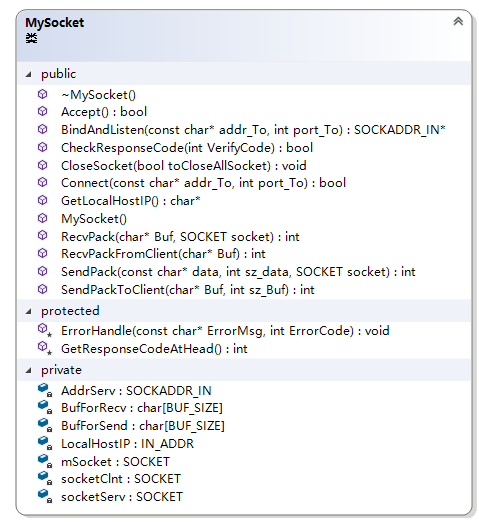 MySocket
public
~MySocket()
Accept() : bool
BindAndListen(const char* addr_To, int port_To) : SOCKADDR_IN*
CheckResponseCode(int VerifyCode) : bool
CloseSocket(bool toCloseAllSocket) : void
Connect(const char* addr_To, int port_To) : bool
GetLocalHostIP() : char*
MySocket()
RecvPack(char* Buf, SOCKET socket) : int
RecvPackFromClient(char* Buf) : int
SendPack(const char* data, int sz_data, SOCKET socket) : int
SendPackToClient(char* Buf, int sz_Buf) : int
protected
ErrorHandle(const char* ErrorMsg, int ErrorCode) : void
GetResponseCodeAtHead() : int
private
AddrServ : SOCKADDR_IN
BufForRecv : char[BUF_SIZE]
BufForSend : char[BUF_SIZE]
LocalHostIP : IN_ADDR
mSocket : SOCKET
socketClnt : SOCKET
socketServ : SOCKET